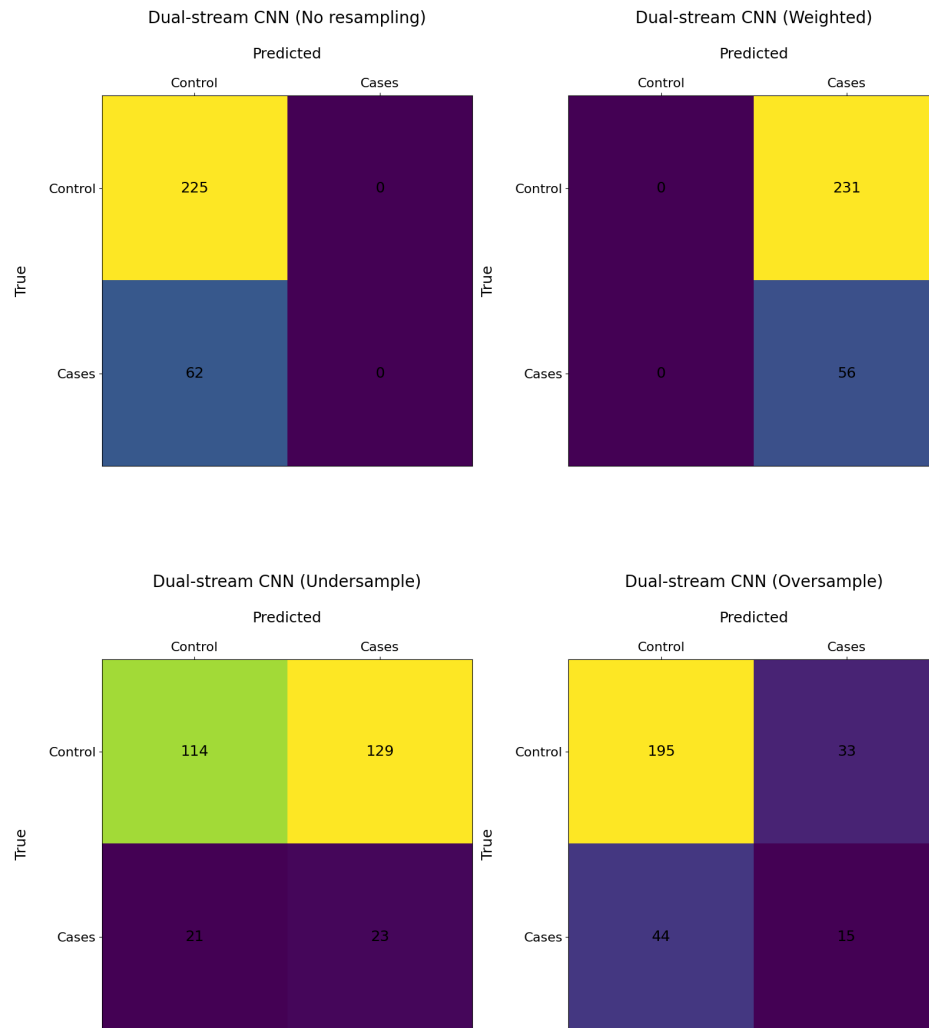 Dual-stream CNN (No resampling)
Predicted
Control Cases
Control 225 0
True
Cases 62 0
Dual-stream CNN (Weighted)
Predicted
Control Cases
Control 0 231
True
Cases 0 56
Dual-stream CNN (Undersample)
Predicted
Control Cases
Control 114 129
True
Cases 21 23
Dual-stream CNN (Oversample)
Predicted
Control Cases
Control 195 33
True
Cases 44 15